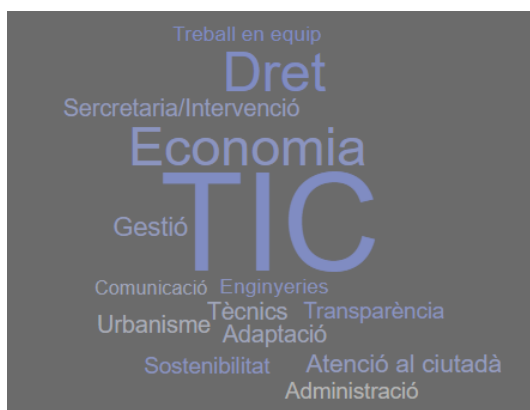 Treball en equip
Dret
Sercretaria/Intervenció
Economia
TIC
Gestió
Comunicació Enginyeries
Tècnics Transparència
Urbanisme
Adaptació
Sostenibilitat Atenció al ciutadà
Administració